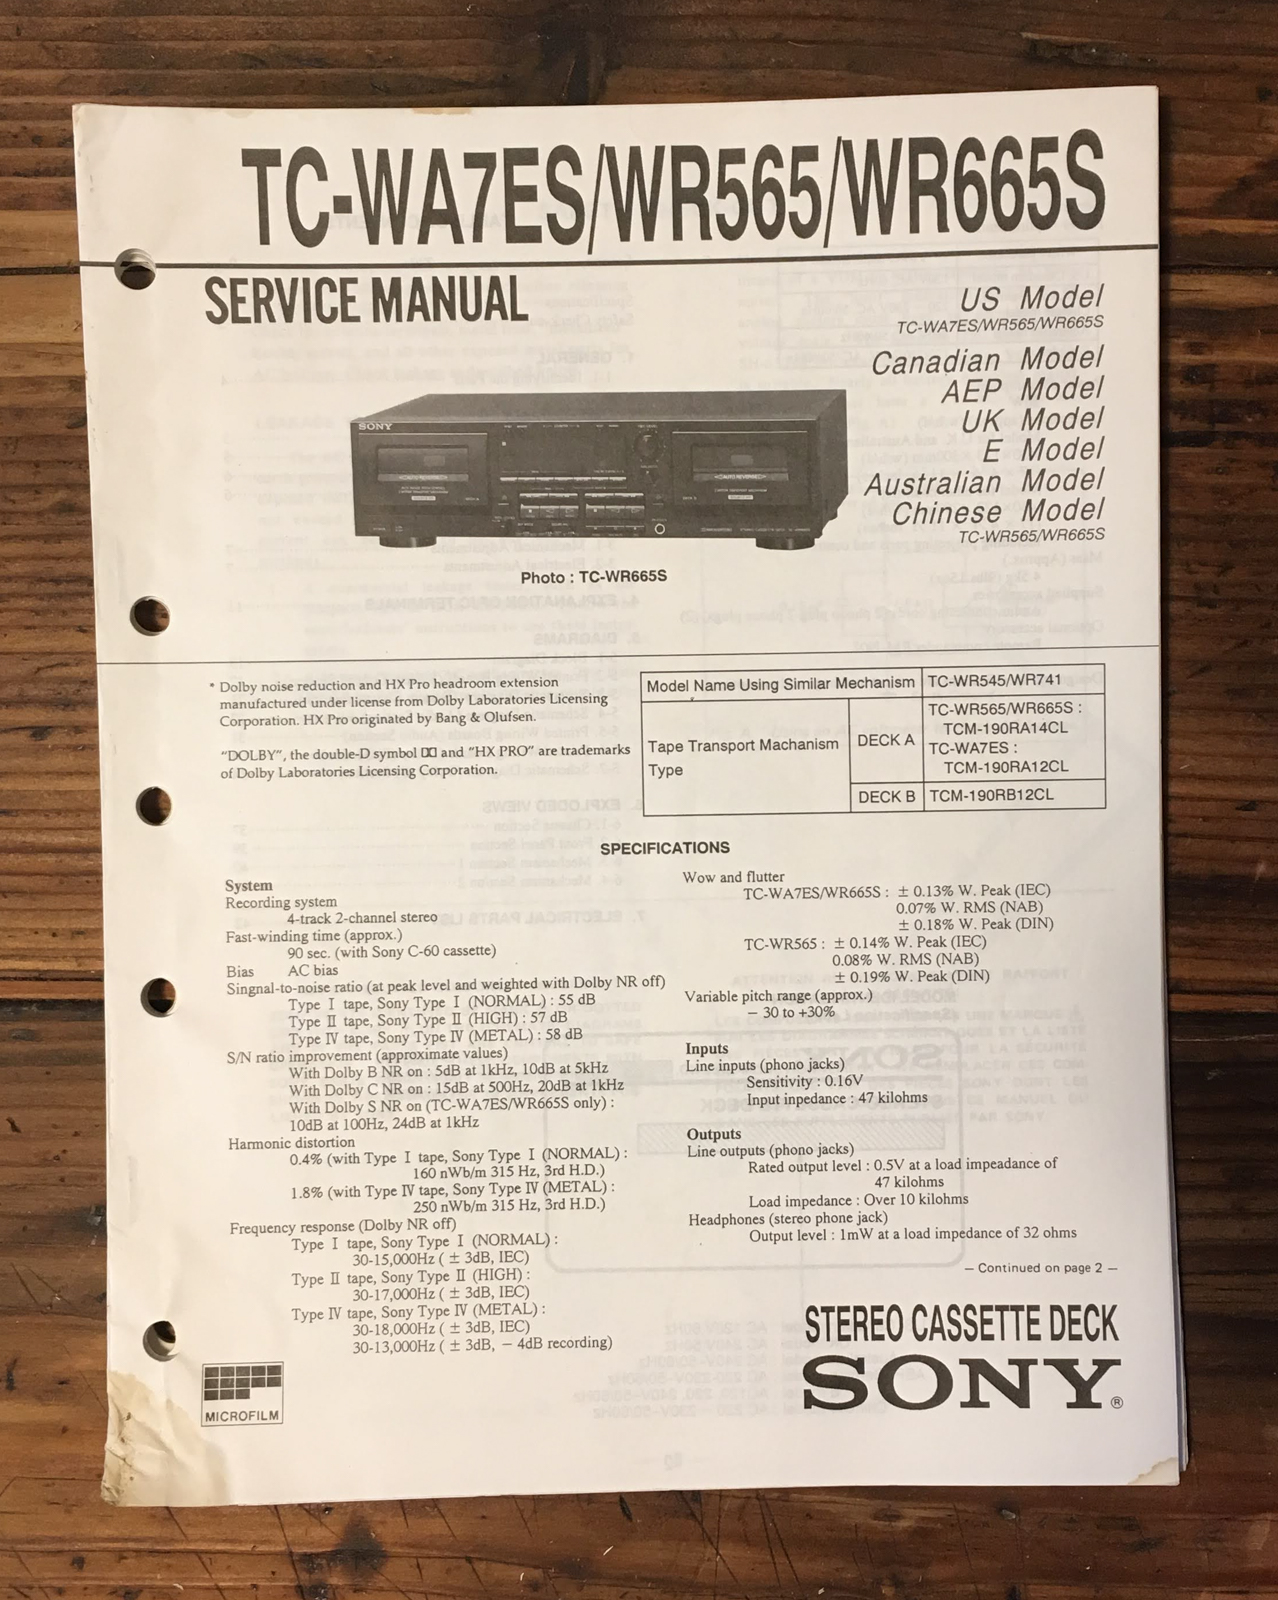 TC-WA7ES/WR565/WR665S
SERVICE MANUAL
US Model
TC-WA7ES/WR565/WR665S
Canadian Model
AEP Model
UK Model
E Model
Australian Model
Chinese Model
TC-WR565/WR665S
SONY
AUTO REVERSE
AUTO REVERSE
Photo : TC-WR665S
* Dolby noise reduction and HX Pro headroom extension
manufactured under license from Dolby Laboratories Licensing
Corporation. HX Pro originated by Bang & Olufsen.
"DOLBY", the double-D symbol and "HX PRO" are trademarks
of Dolby Laboratories Licensing Corporation.
Model Name Using Similar Mechanism TC-WR545/WR741
Tape Transport Machanism
Type
DECK A
TC-WR565/WR665S :
TCM-190RA14CL
TC-WA7ES :
TCM-190RA12CL
DECK B TCM-190RB12CL
SPECIFICATIONS
System
Recording system
4-track 2-channel stereo
Fast-winding time (approx.)
90 sec. (with Sony C-60 cassette)
Bias AC bias
Singnal-to-noise ratio (at peak level and weighted with Dolby NR off)
Type I tape, Sony Type I (NORMAL) : 55 dB
Type II tape, Sony Type II (HIGH) : 57 dB
Type IV tape, Sony Type IV (METAL) : 58 dB
S/N ratio improvement (approximate values)
With Dolby B NR on : 5dB at 1kHz, 10dB at 5kHz
With Dolby C NR on : 15dB at 500Hz, 20dB at 1kHz
With Dolby S NR on (TC-WA7ES/WR665S only) :
10dB at 100Hz, 24dB at 1kHz
Harmonic distortion
0.4% (with Type I tape, Sony Type I (NORMAL) :
160 nWb/m 315 Hz, 3rd H.D.)
1.8% (with Type IV tape, Sony Type IV (METAL) :
250 nWb/m 315 Hz, 3rd H.D.)
Frequency response (Dolby NR off)
Type I tape, Sony Type I (NORMAL) :
30-15,000Hz ( ± 3dB, IEC)
Type II tape, Sony Type II (HIGH) :
30-17,000Hz ( ± 3dB, IEC)
Type IV tape, Sony Type IV (METAL) :
30-18,000Hz ( ± 3dB, IEC)
30-13,000Hz ( ± 3dB, − 4dB recording)
Wow and flutter
TC-WA7ES/WR665S : ± 0.13% W. Peak (IEC)
0.07% W. RMS (NAB)
± 0.18% W. Peak (DIN)
TC-WR565 : ± 0.14% W. Peak (IEC)
0.08% W. RMS (NAB)
± 0.19% W. Peak (DIN)
Variable pitch range (approx.)
− 30 to +30%
Inputs
Line inputs (phono jacks)
Sensitivity : 0.16V
Input inpedance : 47 kilohms
Outputs
Line outputs (phono jacks)
Rated output level : 0.5V at a load impeadance of
47 kilohms
Load impedance : Over 10 kilohms
Headphones (stereo phone jack)
Output level : 1mW at a load impedance of 32 ohms
— Continued on page 2 —
STEREO CASSETTE DECK
SONY®
MICROFILM